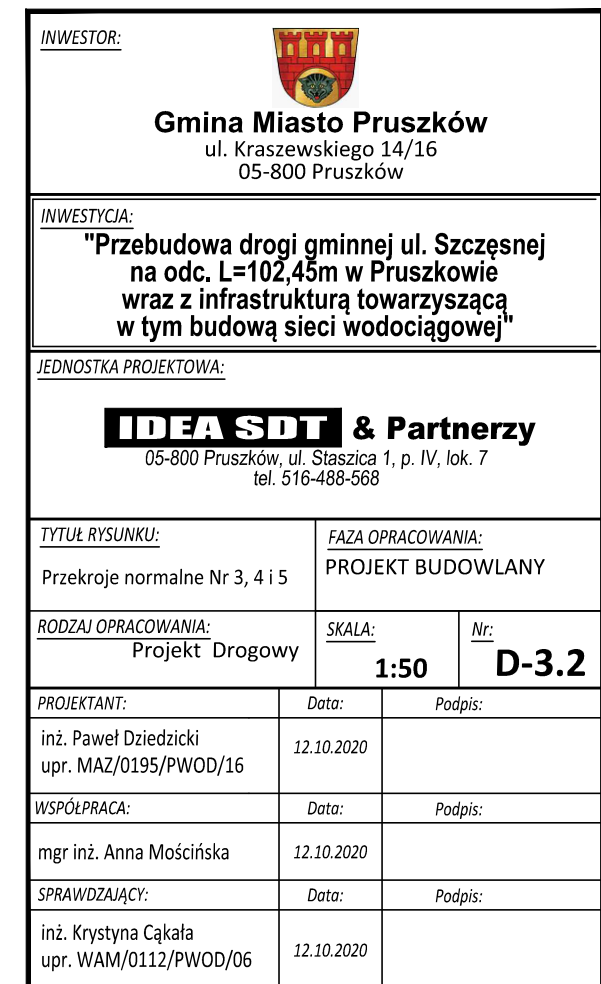 INWESTOR:
Gmina Miasto Pruszków
ul. Kraszewskiego 14/16
05-800 Pruszków
INWESTYCJA:
"Przebudowa drogi gminnej ul. Szczęsnej
na odc. L=102,45m w Pruszkowie
wraz z infrastrukturą towarzyszącą
w tym budową sieci wodociągowej"
JEDNOSTKA PROJEKTOWA:
IDEA SDT & Partnerzy
05-800 Pruszków, ul. Staszica 1, p. IV, lok. 7
tel. 516-488-568
TYTUŁ RYSUNKU:
Przekroje normalne Nr 3, 4 i 5
FAZA OPRACOWANIA:
PROJEKT BUDOWLANY
RODZAJ OPRACOWANIA:
Projekt Drogowy
SKALA:
1:50
Nr:
D-3.2
PROJEKTANT: Data: Podpis:
inż. Paweł Dziedzicki
upr. MAZ/0195/PWOD/16
12.10.2020
WSPÓŁPRACA: Data: Podpis:
mgr inż. Anna Mościńska 12.10.2020
SPRAWDZAJĄCY: Data: Podpis:
inż. Krystyna Cąkała
upr. WAM/0112/PWOD/06
12.10.2020